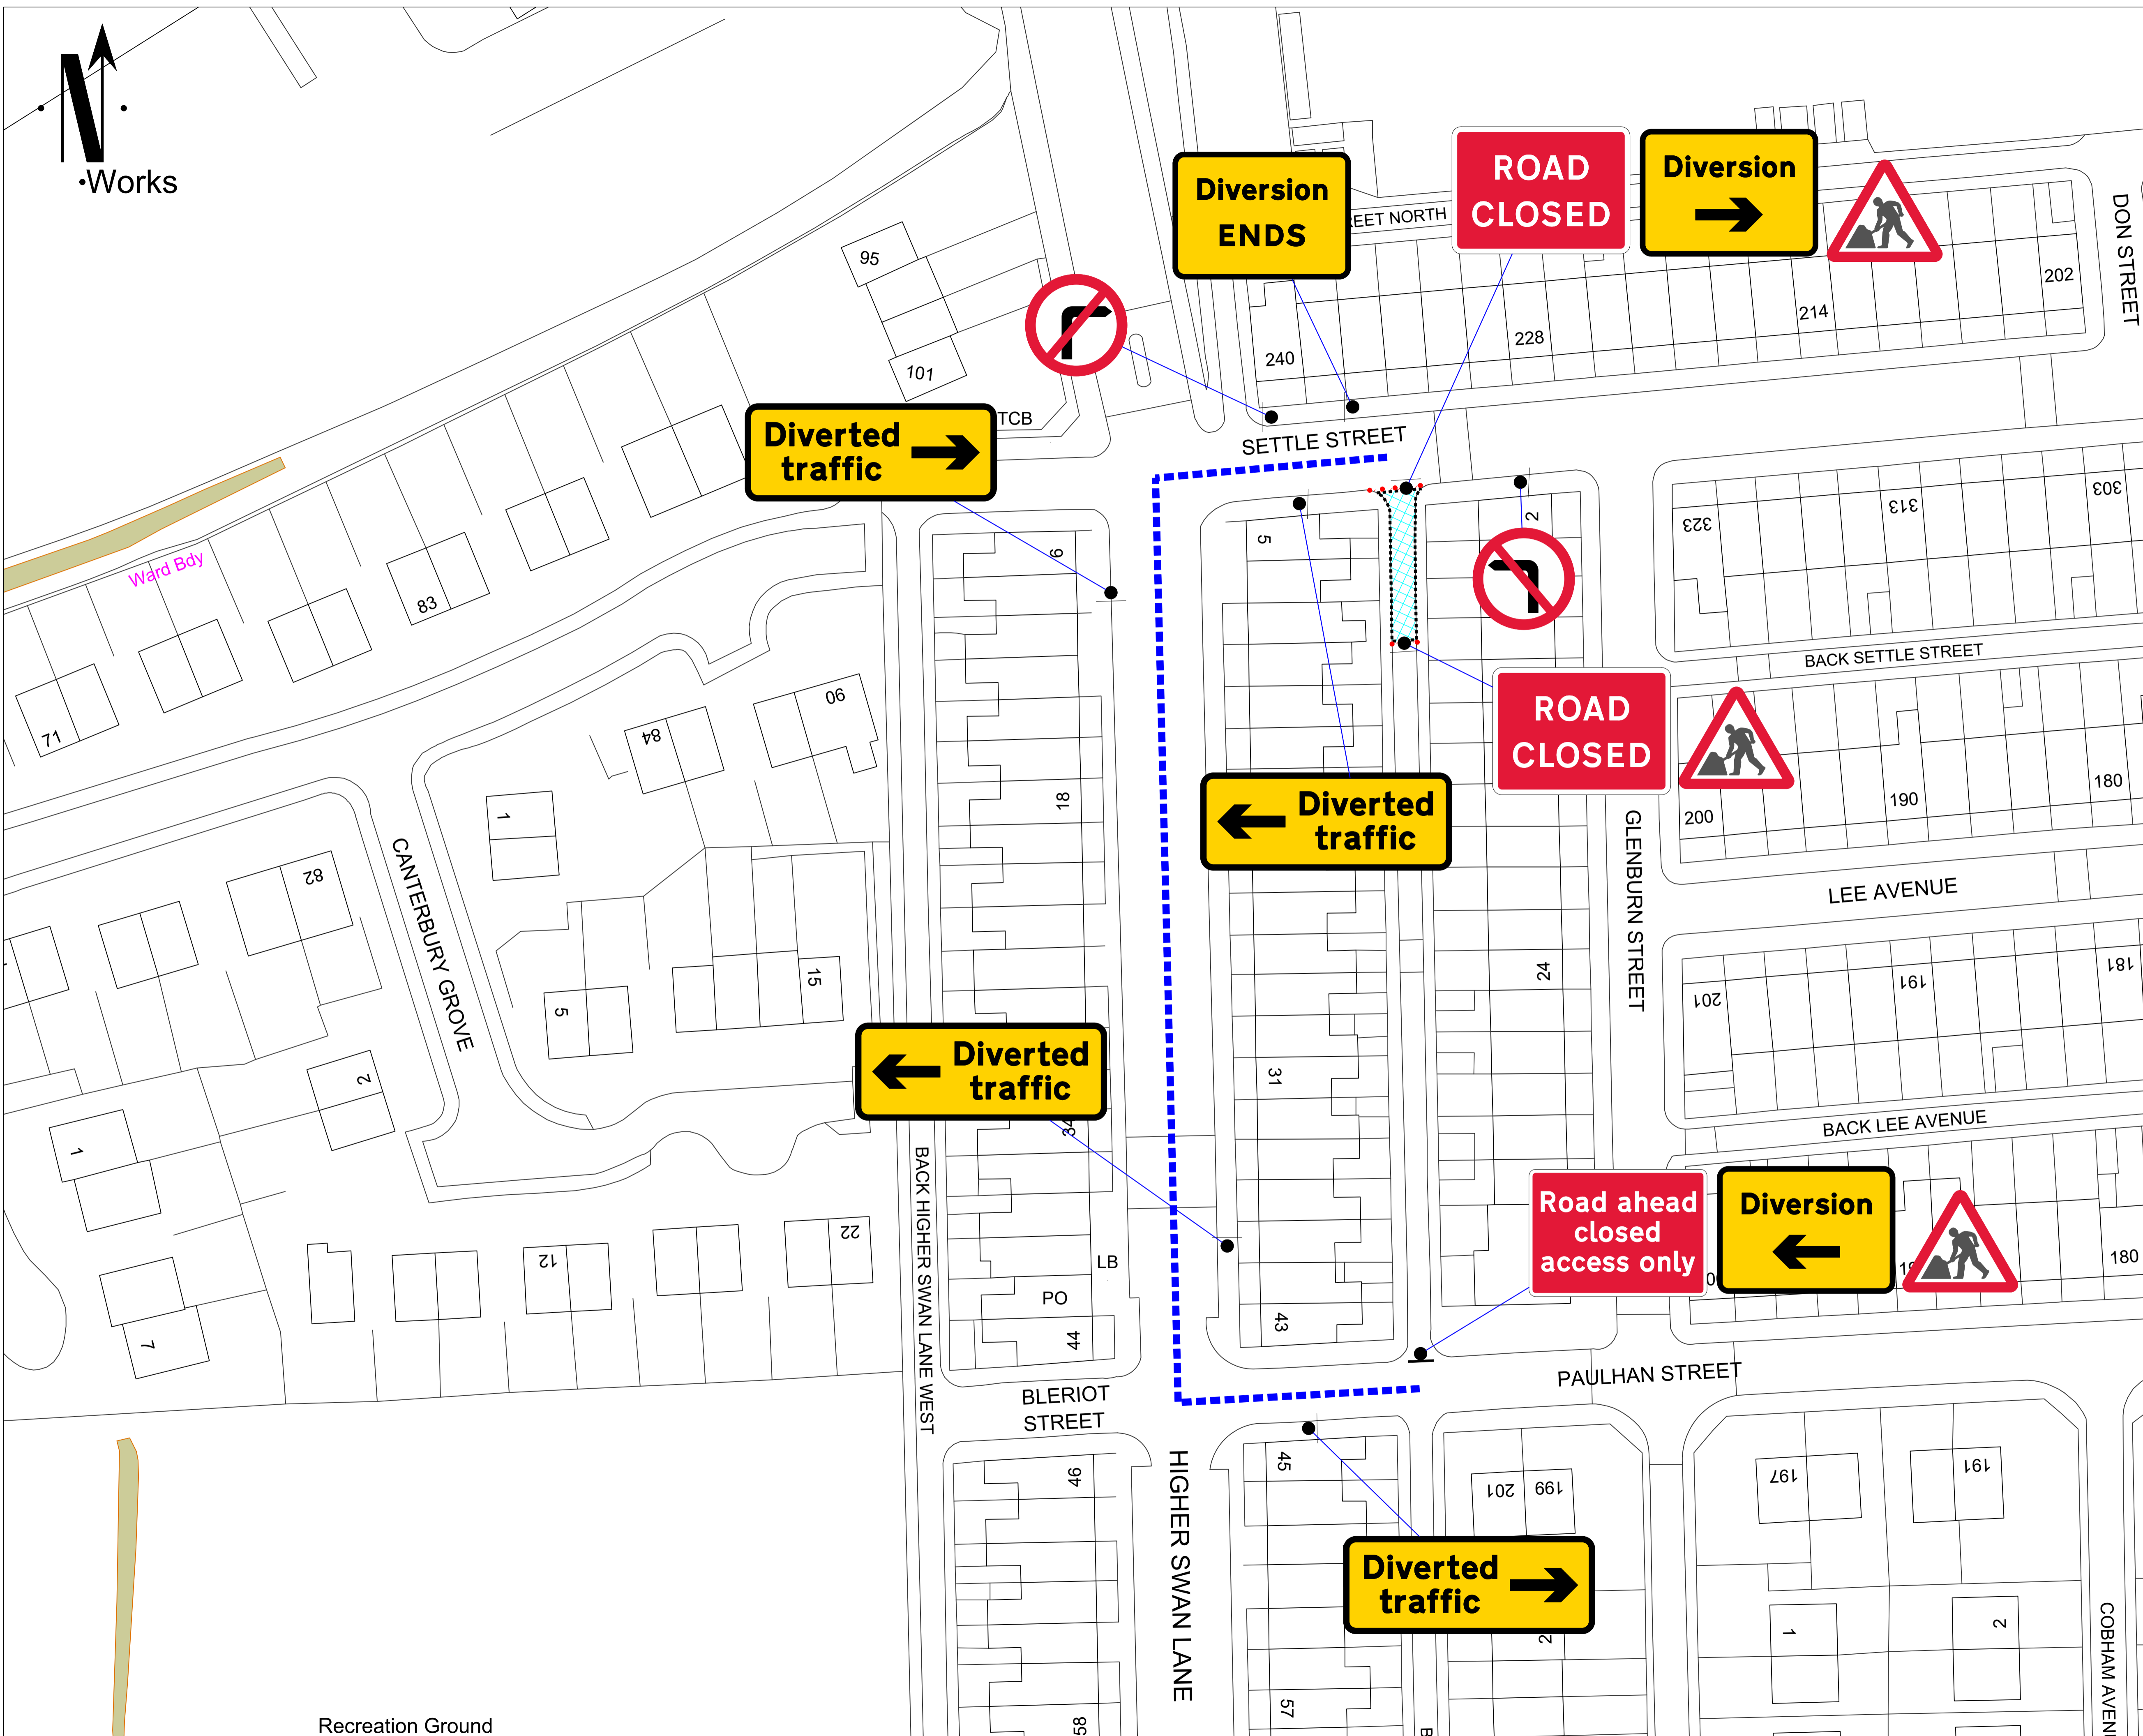 N
Works
95
101
TCB
Diversion
ENDS
REET NORTH
ROAD
CLOSED
Diversion
202
214
228
240
DON STREET
SETTLE STREET
Diverted
traffic
Ward Bdy
83
71
6
5
2
323
313
303
BACK SETTLE STREET
84
90
ROAD
CLOSED
18
1
Diverted
traffic
200
190
180
GLENBURN STREET
LEE AVENUE
82
CANTERBURY GROVE
15
5
24
201
191
181
Diverted
traffic
34
31
2
1
BACK LEE AVENUE
BACK HIGHER SWAN LANE WEST
Road ahead
closed
access only
Diversion
180
12
22
LB
PO
44
43
7
PAULHAN STREET
BLERIOT
STREET
46
45
201
199
197
191
HIGHER SWAN LANE
Diverted
traffic
2
1
2
COBHAM AVEN
57
58
B
Recreation Ground